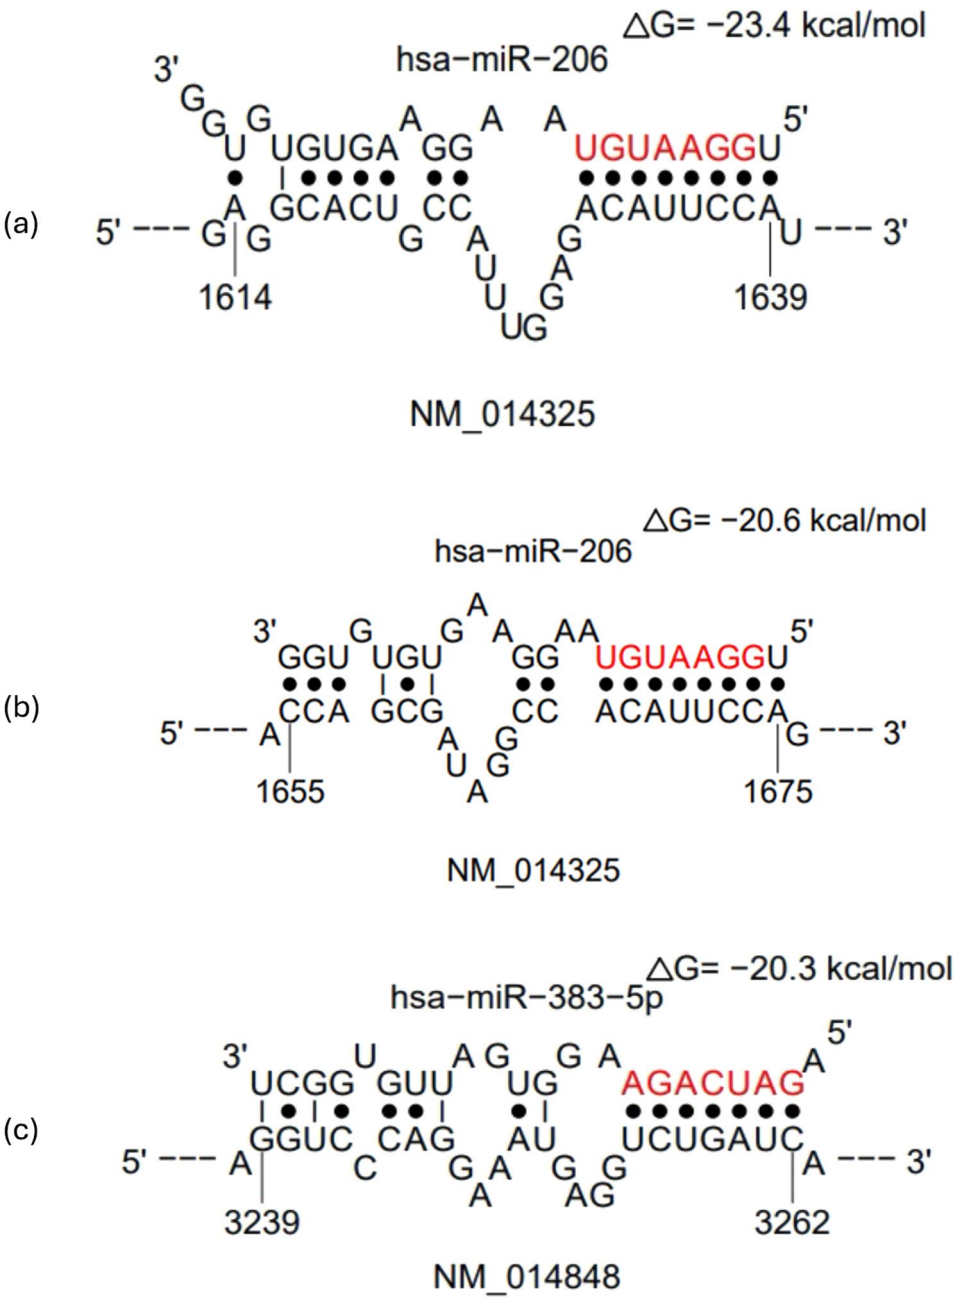 △G= −23.4 kcal/mol
hsa−miR−206
3'
G
G G A A A 5'
U UGUGA GG UGUAAGGU
(a)
A GCACU CC ACAUUCCA
5' --- G G G A G U --- 3'
U A
1614 U G 1639
UG
NM_014325
△G= −20.6 kcal/mol
hsa−miR−206
A
3' G G A AA 5'
GGU UGU GG UGUAAGGU
(b)
CCA GCG CC ACAUUCCA
5' --- A A G G --- 3'
U G
1655 A 1675
NM_014325
△G= −20.3 kcal/mol
hsa−miR−383−5p
5'
3' U A G G A A
UCGG GUU UG AGACUAG
(c)
GGUC CAG AU UCUGAUC
5' --- A C G A G G A --- 3'
A AG
3239 3262
NM_014848